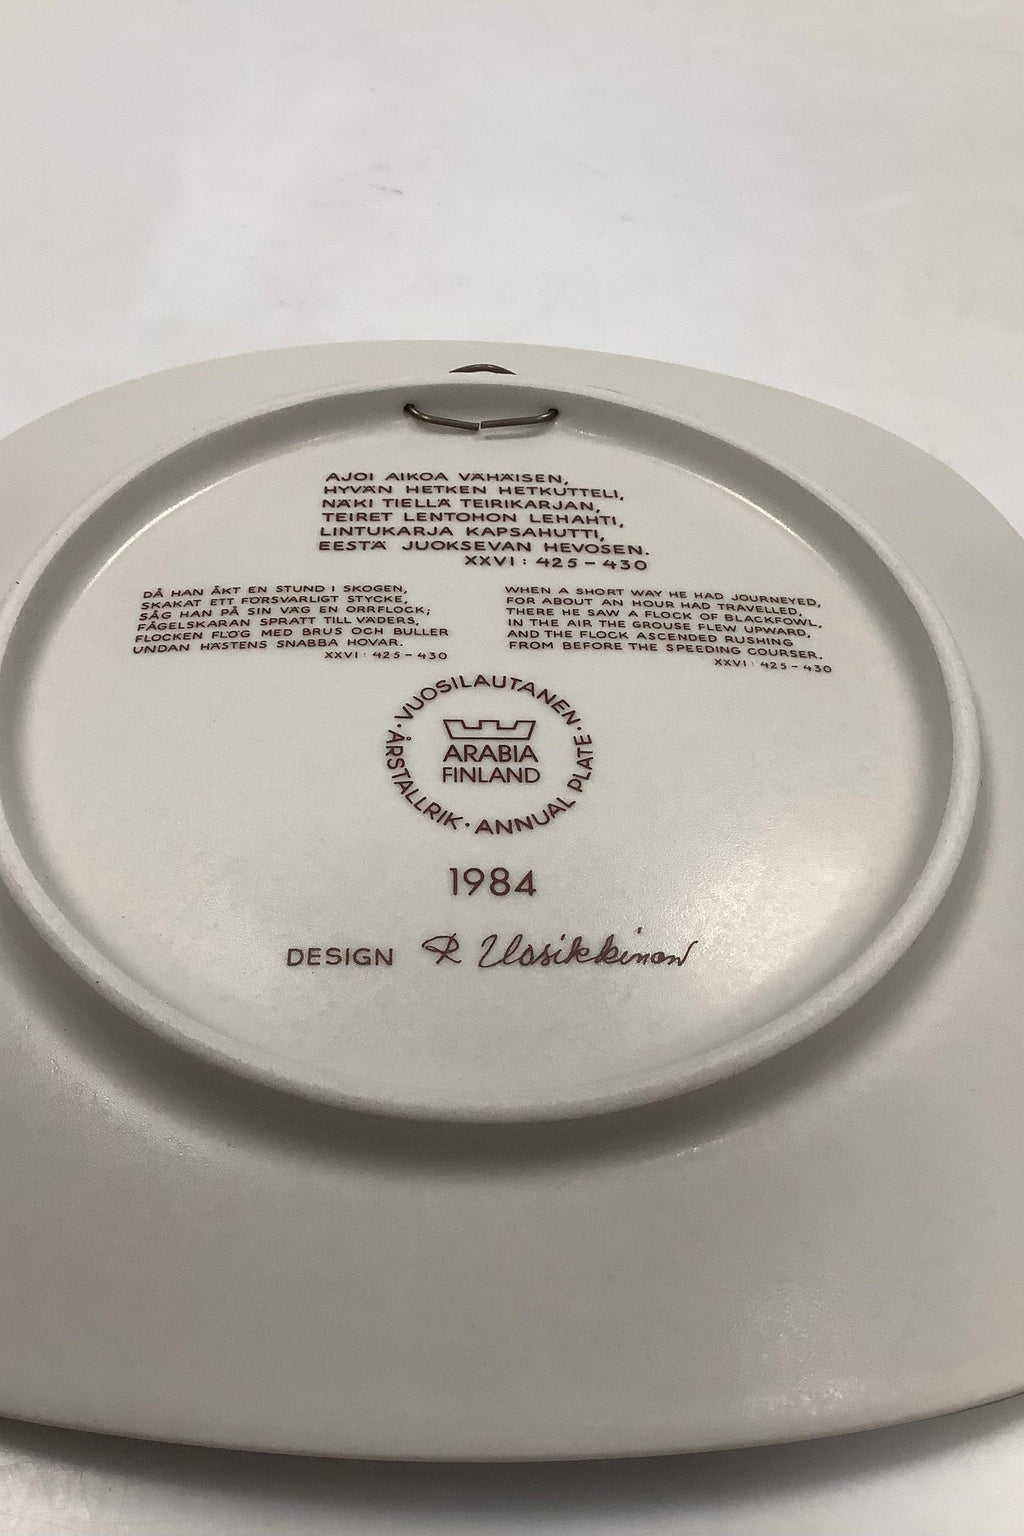 AJOI AIKOA VÄHÄISEN,
HYVÄN HETKEN HETKUTTELI,
NÄKI TIELLÄ TEIRIKARJAN,
TEIRET LENTOHON LEHAHTI,
LINTUKARJA KAPSAHUTTI,
EESTÄ JUOKSEVAN HEVOSEN.
XXVI: 425-430
DÅ HAN ÅKT EN STUND I SKOGEN,
SKAKAT ETT FÖRSVARLIGT STYCKE,
SÅG HAN PÅ SIN VÄG EN ORRFLOCK;
FÅGELSKARAN SPRATT TILL VÄDERS,
FLOCKEN FLÖG MED BRUS OCH BULLER
UNDAN HÄSTENS SNABBA HOVAR.
XXVI: 425-430
WHEN A SHORT WAY HE HAD JOURNEYED,
FOR ABOUT AN HOUR HAD TRAVELLED,
THERE HE SAW A FLOCK OF BLACKFOWL,
IN THE AIR THE GROUSE FLEW UPWARD,
AND THE FLOCK ASCENDED RUSHING
FROM BEFORE THE SPEEDING COURSER.
XXVI: 425-430
· VUOSILAUTANEN · ANNUAL PLATE · ÅRSTALLRIK
ARABIA
FINLAND
1984
DESIGN R Uosikkinen